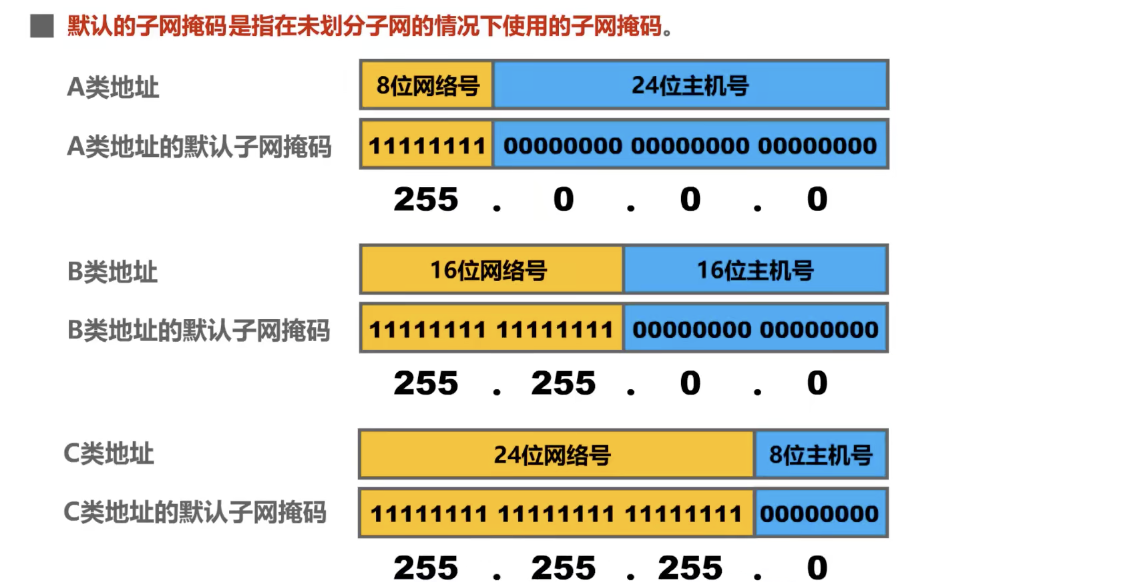 默认的子网掩码是指在未划分子网的情况下使用的子网掩码。
A类地址 8位网络号 24位主机号
A类地址的默认子网掩码 11111111 00000000 00000000 00000000
255 . 0 . 0 . 0
B类地址 16位网络号 16位主机号
B类地址的默认子网掩码 11111111 11111111 00000000 00000000
255 . 255 . 0 . 0
C类地址 24位网络号 8位主机号
C类地址的默认子网掩码 11111111 11111111 11111111 00000000
255 . 255 . 255 . 0